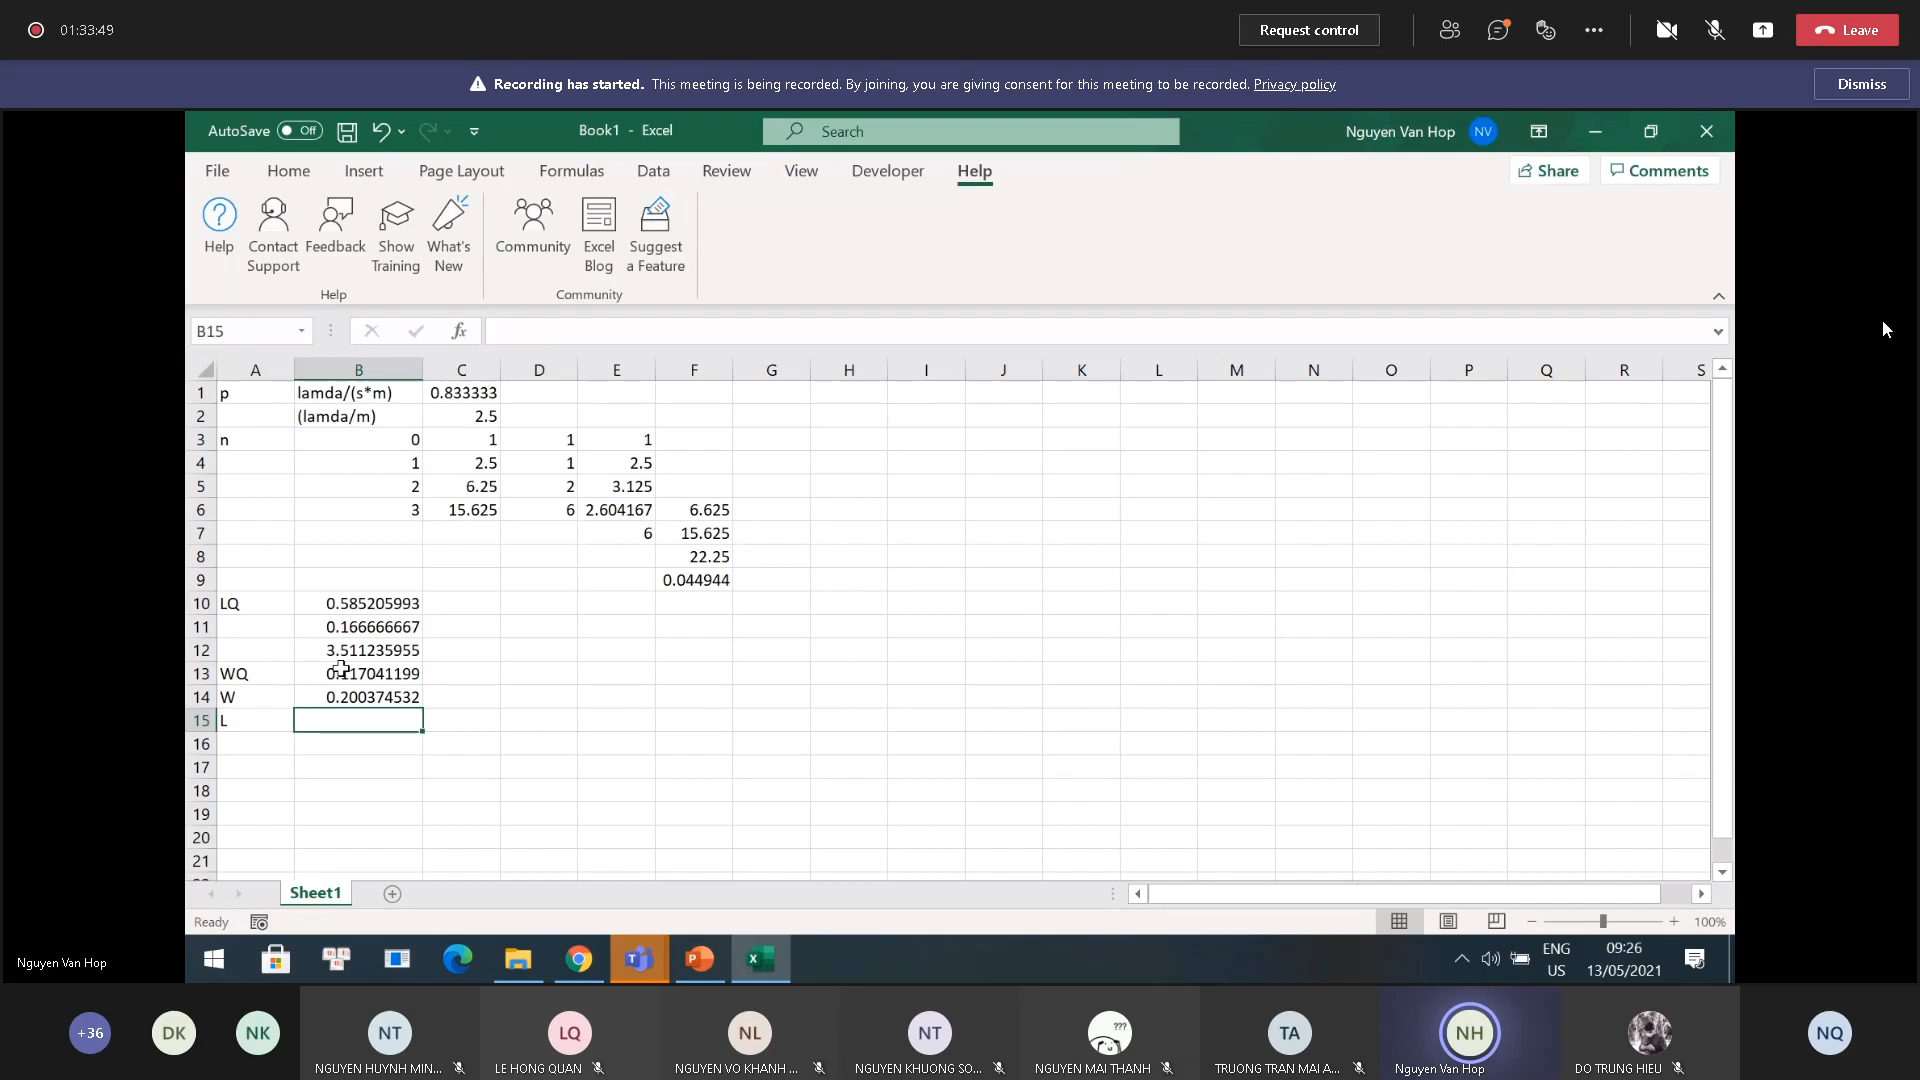 01:33:49
Request control
Leave
Recording has started. This meeting is being recorded. By joining, you are giving consent for this meeting to be recorded. Privacy policy
Dismiss
AutoSave Off
Book1 - Excel
Search
Nguyen Van Hop NV
File Home Insert Page Layout Formulas Data Review View Developer Help
Share Comments
Help Contact Support Feedback Show Training What's New
Community Excel Blog Suggest a Feature
Help Community
B15 fx
A B C D E F G H I J K L M N O P Q R S
1 p lamda/(s*m) 0.833333
2 (lamda/m) 2.5
3 n 0 1 1 1
4 1 2.5 1 2.5
5 2 6.25 2 3.125
6 3 15.625 6 2.604167 6.625
7 6 15.625
8 22.25
9 0.044944
10 LQ 0.585205993
11 0.166666667
12 3.511235955
13 WQ 0.117041199
14 W 0.200374532
15 L
16
17
18
19
20
21
Sheet1
Ready
100%
Nguyen Van Hop
ENG
US
09:26
13/05/2021
+36 DK NK NT LQ NL NT ??? TA NH NQ
NGUYEN HUYNH MIN... LE HONG QUAN NGUYEN VO KHANH ... NGUYEN KHUONG SO... NGUYEN MAI THANH TRUONG TRAN MAI A... Nguyen Van Hop DO TRUNG HIEU